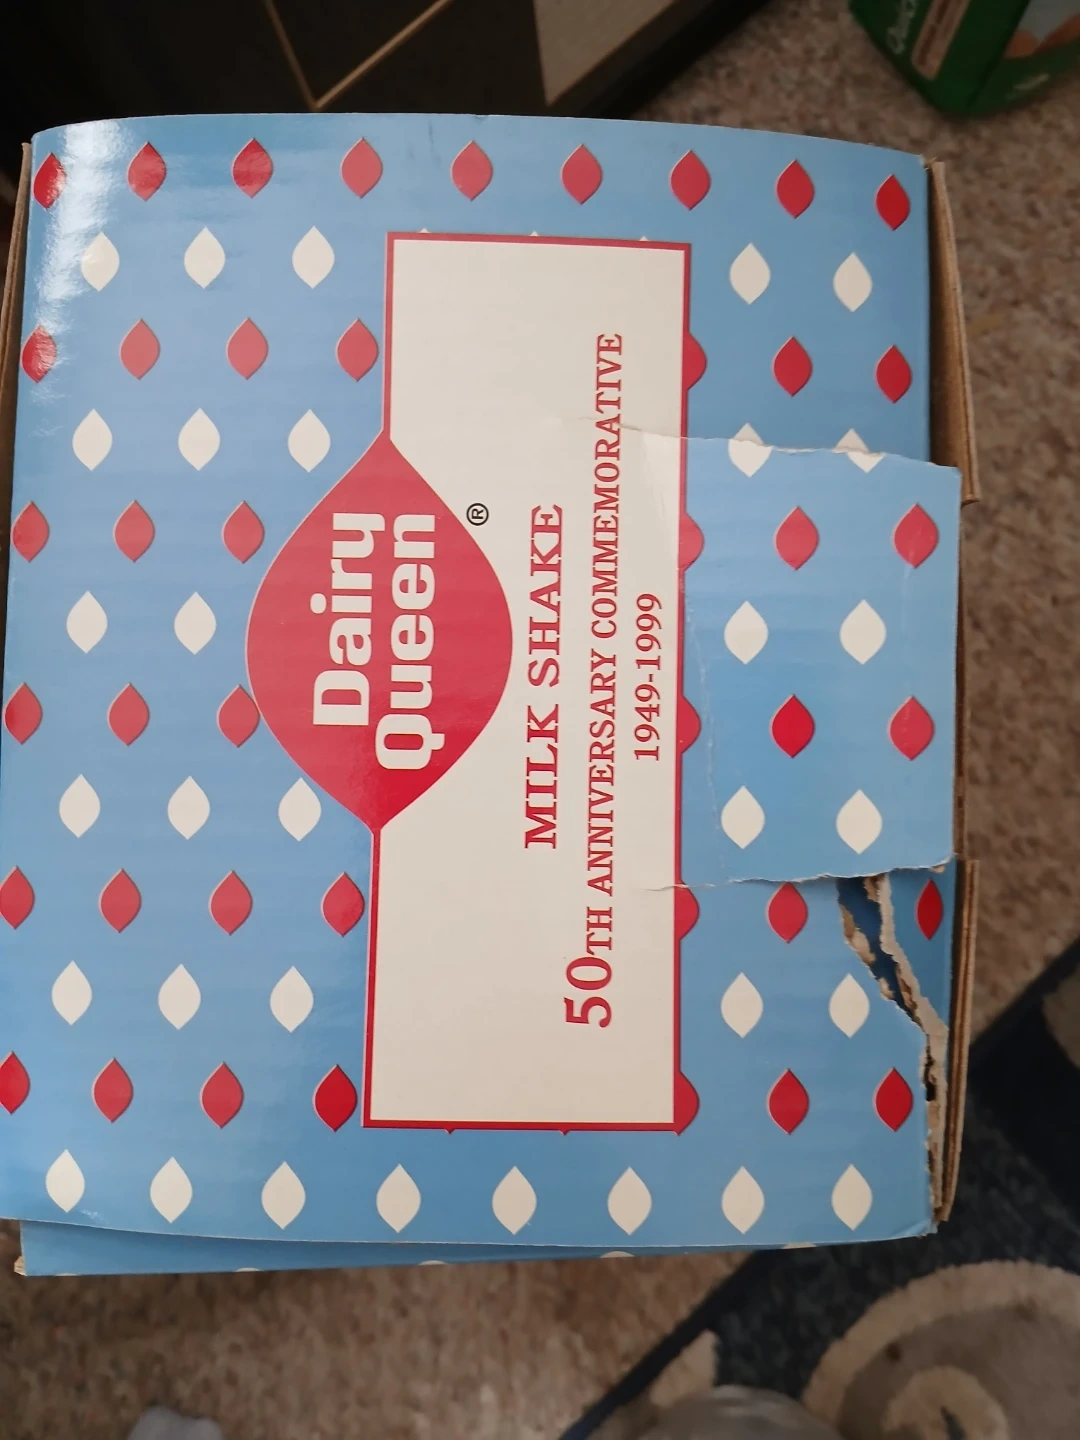 Dairy
Queen®
MILK SHAKE
50TH ANNIVERSARY COMMEMORATIVE
1949-1999